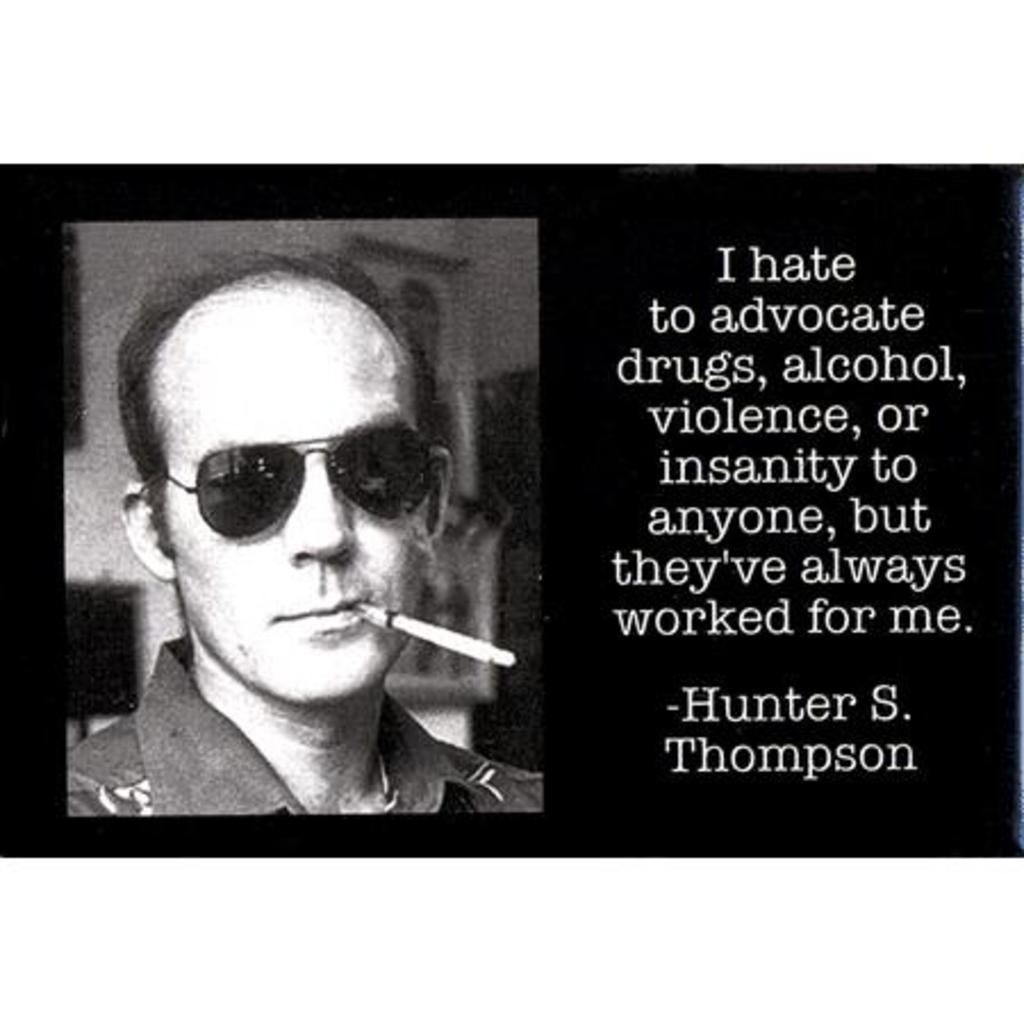 I hate
to advocate
drugs, alcohol,
violence, or
insanity to
anyone, but
they've always
worked for me.
-Hunter S.
Thompson